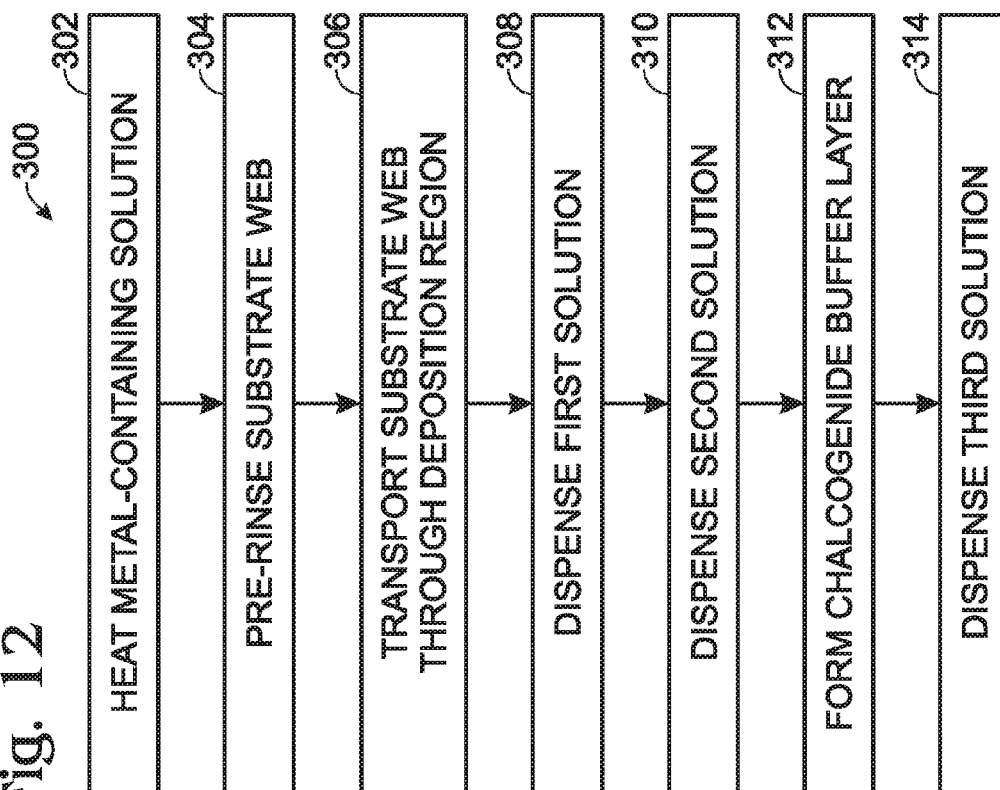 Fig. 12
300
302
HEAT METAL-CONTAINING SOLUTION
304
PRE-RINSE SUBSTRATE WEB
306
TRANSPORT SUBSTRATE WEB
THROUGH DEPOSITION REGION
308
DISPENSE FIRST SOLUTION
310
DISPENSE SECOND SOLUTION
312
FORM CHALCOGENIDE BUFFER LAYER
314
DISPENSE THIRD SOLUTION